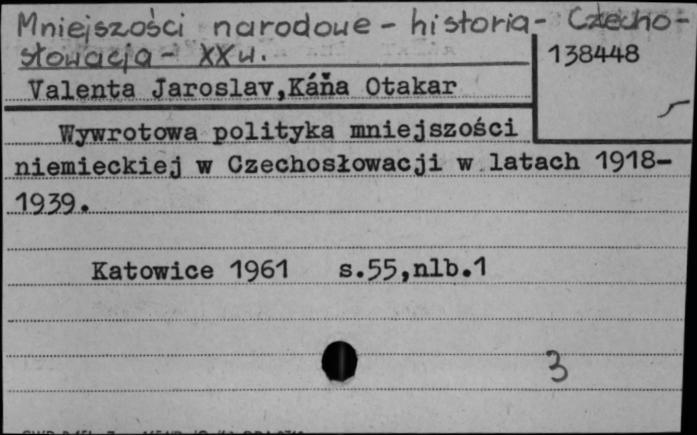 Mniejszości narodowe - historia - Czecho-
słowacja - XX w.
138448
Valenta Jaroslav,Káňa Otakar
Wywrotowa polityka mniejszości
niemieckiej w Czechosłowacji w latach 1918-
1939.
Katowice 1961 s.55,nlb.1
3